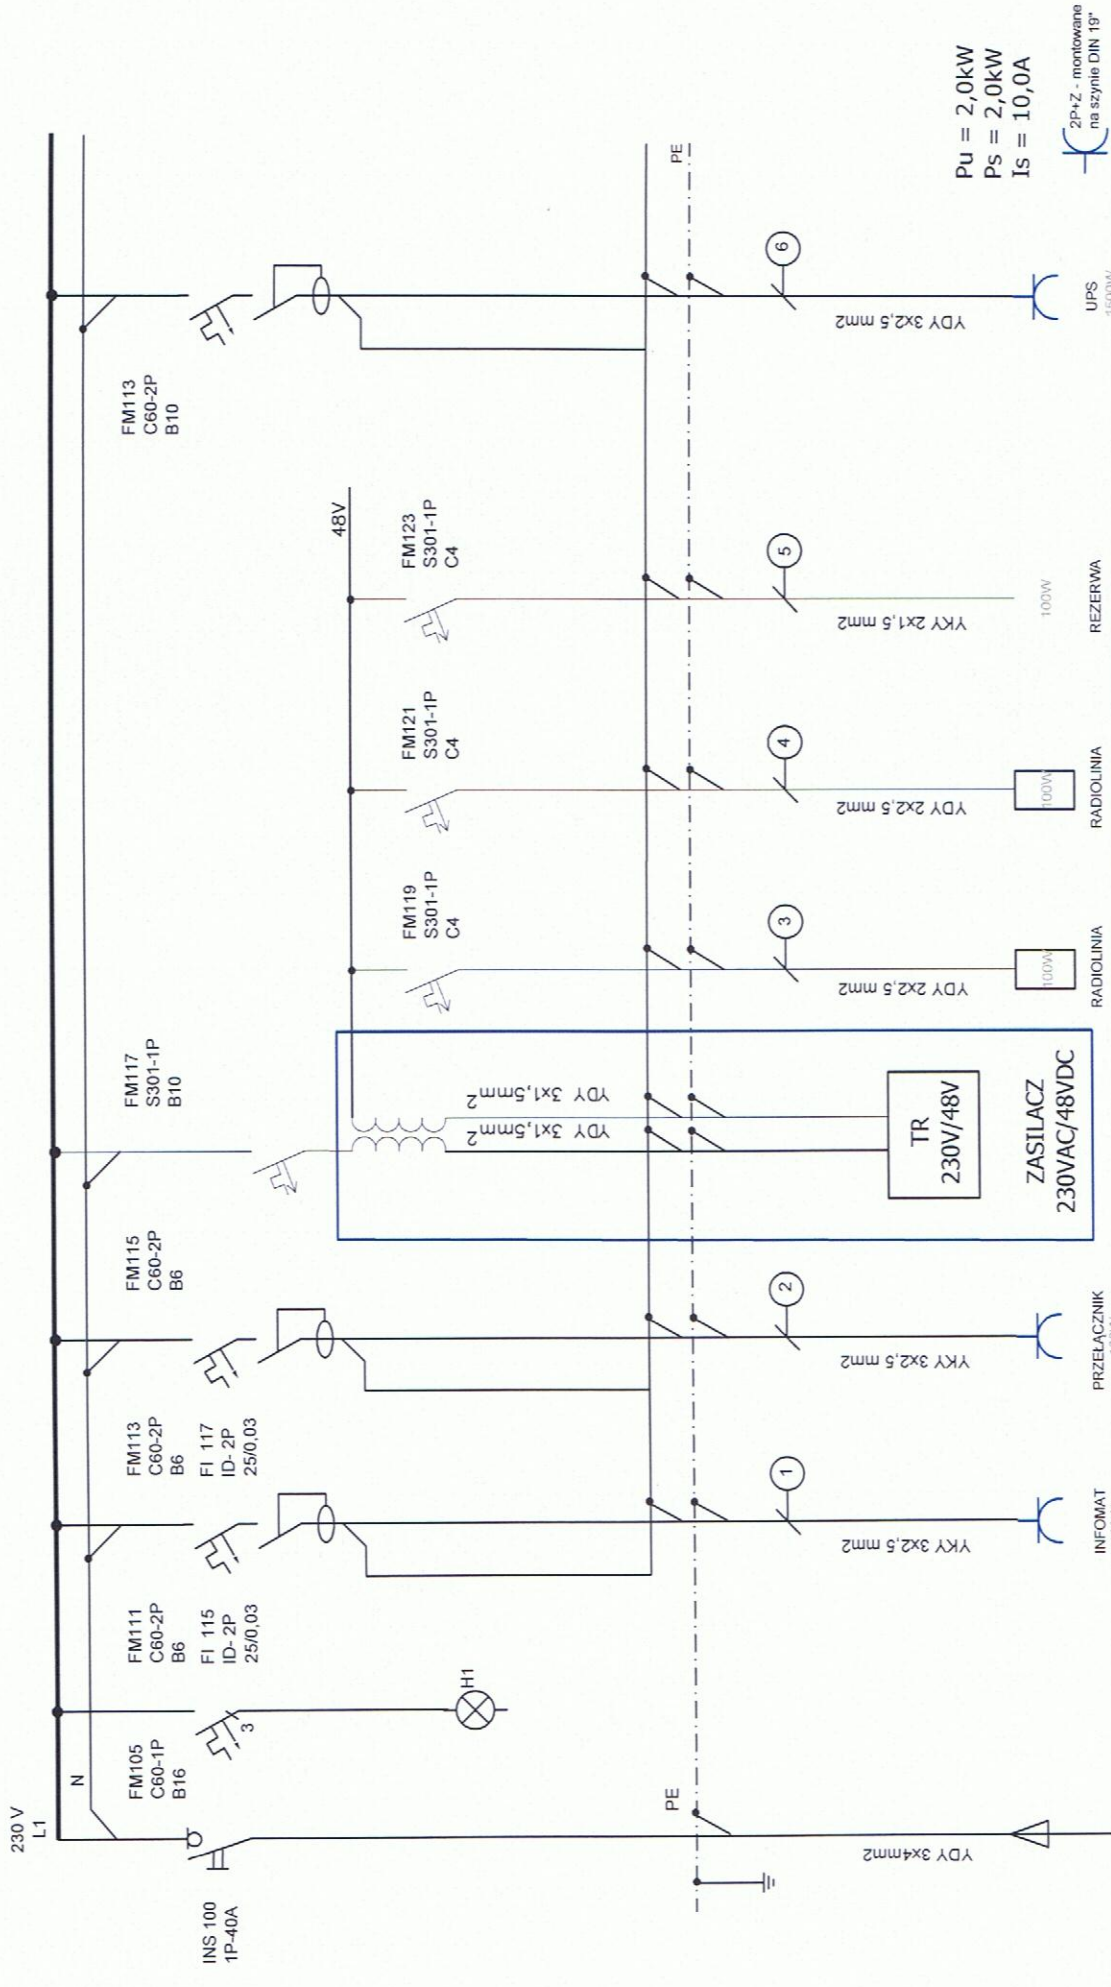 230 V
L1
N
INS 100
1P-40A
FM105
C60-1P
B16
3
H1
FM111
C60-2P
B6
FI 115
ID- 2P
25/0,03
FM113
C60-2P
B6
FI 117
ID- 2P
25/0,03
FM115
C60-2P
B6
FM117
S301-1P
B10
48V
FM119
S301-1P
C4
FM121
S301-1P
C4
FM123
S301-1P
C4
FM113
C60-2P
B10
YDY 3x1,5mm2
YDY 3x1,5mm2
TR
230V/48V
ZASILACZ
230VAC/48VDC
PE
PE
YDY 3x4mm2
1
YKY 3x2,5 mm2
INFOMAT
2
YKY 3x2,5 mm2
PRZEŁĄCZNIK
3
YDY 2x2,5 mm2
100W
RADIOLINIA
4
YDY 2x2,5 mm2
100W
RADIOLINIA
5
YKY 2x1,5 mm2
100W
REZERWA
6
YDY 3x2,5 mm2
UPS
Pu = 2,0kW
Ps = 2,0kW
Is = 10,0A
2P+Z - montowane
na szynie DIN 19"